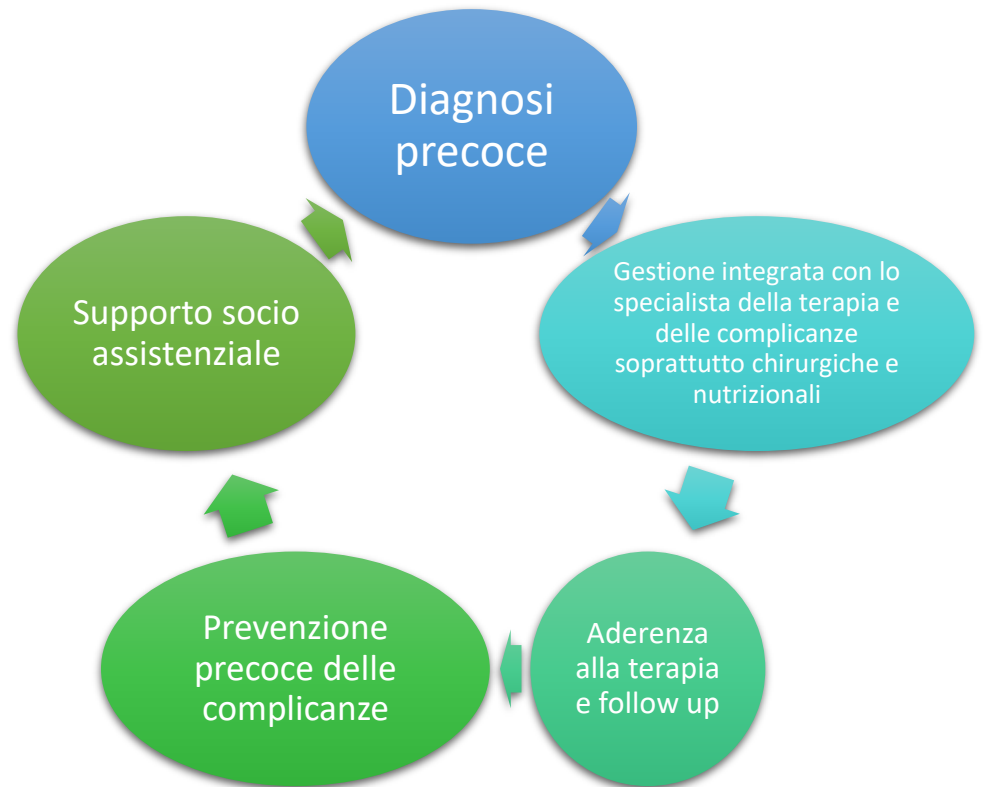 Diagnosi
precoce
Gestione integrata con lo
specialista della terapia e
delle complicanze
soprattutto chirurgiche e
nutrizionali
Aderenza
alla terapia
e follow up
Prevenzione
precoce delle
complicanze
Supporto socio
assistenziale